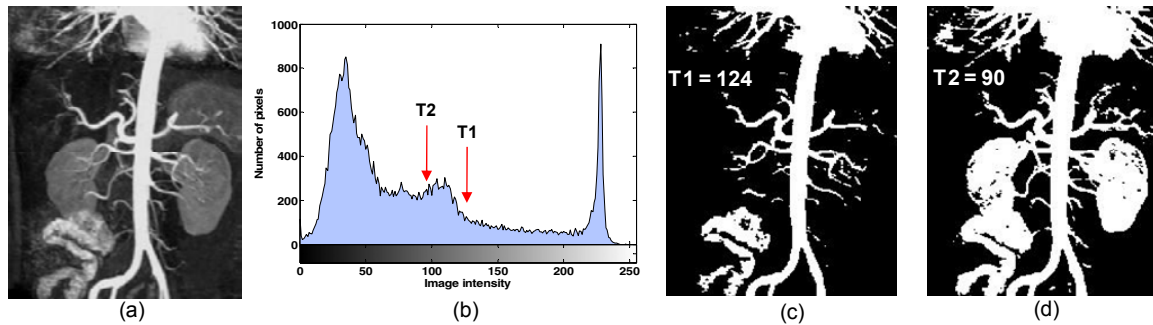 1000
800
600
400
200
0
Number of pixels
T2
T1
0 50 100 150 200 250
Image intensity
T1 = 124
T2 = 90
(a)
(b)
(c)
(d)